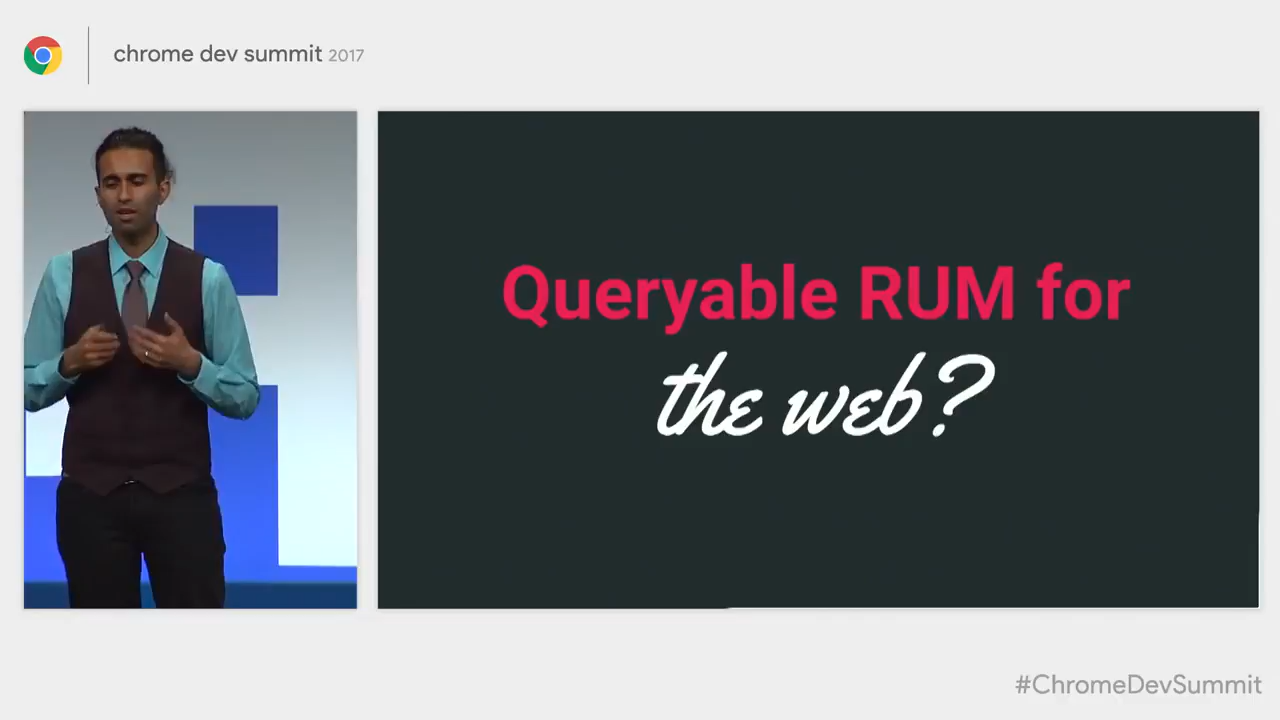 chrome dev summit 2017
Queryable RUM for
the web?
#ChromeDevSummit